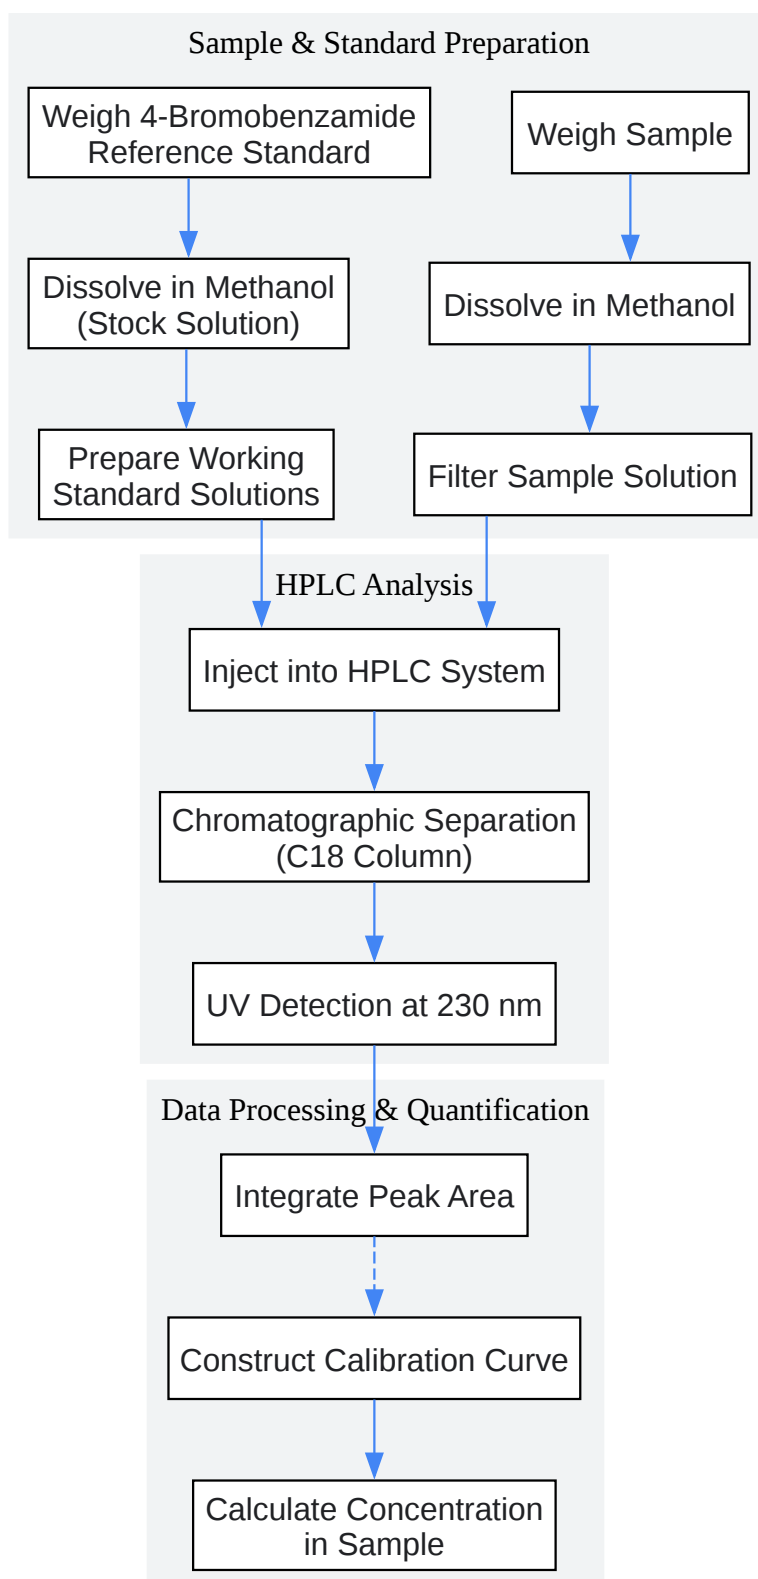 Sample & Standard Preparation
Weigh 4-Bromobenzamide
Reference Standard
Weigh Sample
Dissolve in Methanol
(Stock Solution)
Dissolve in Methanol
Prepare Working
Standard Solutions
Filter Sample Solution
HPLC Analysis
Inject into HPLC System
Chromatographic Separation
(C18 Column)
UV Detection at 230 nm
Data Processing & Quantification
Integrate Peak Area
Construct Calibration Curve
Calculate Concentration
in Sample